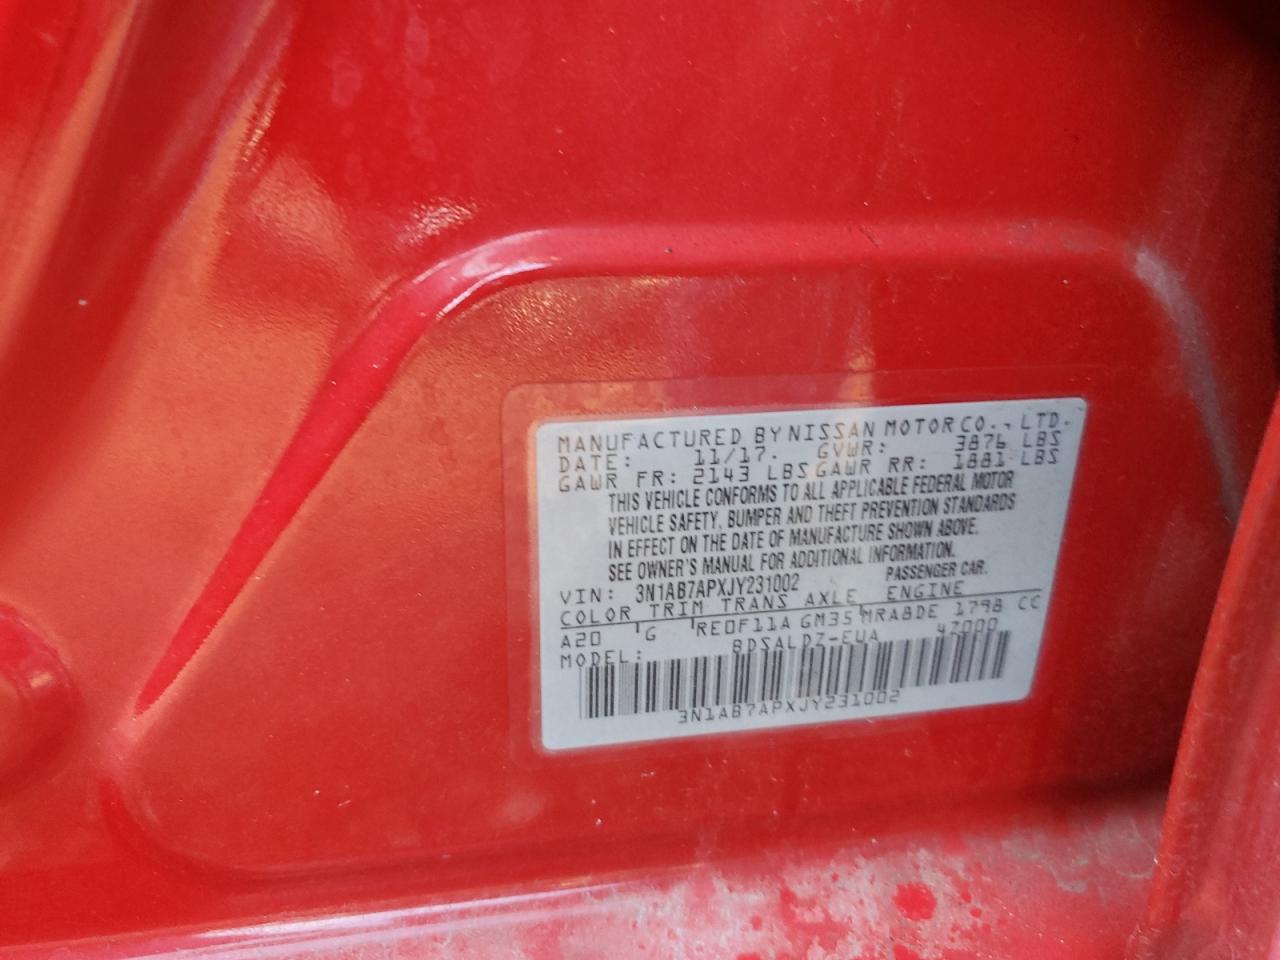 MANUFACTURED BY NISSAN MOTOR CO., LTD.
DATE: 11/17. GVWR: 3876 LBS
GAWR FR: 2143 LBS GAWR RR: 1881 LBS
THIS VEHICLE CONFORMS TO ALL APPLICABLE FEDERAL MOTOR
VEHICLE SAFETY, BUMPER AND THEFT PREVENTION STANDARDS
IN EFFECT ON THE DATE OF MANUFACTURE SHOWN ABOVE.
SEE OWNER'S MANUAL FOR ADDITIONAL INFORMATION.
VIN: 3N1AB7APXJY231002 PASSENGER CAR.
COLOR TRIM TRANS AXLE ENGINE
A20 G RE0F11A GM35 MRA8DE 1798 CC
MODEL: BDSALDZ-EUA 47000
3N1AB7APXJY231002